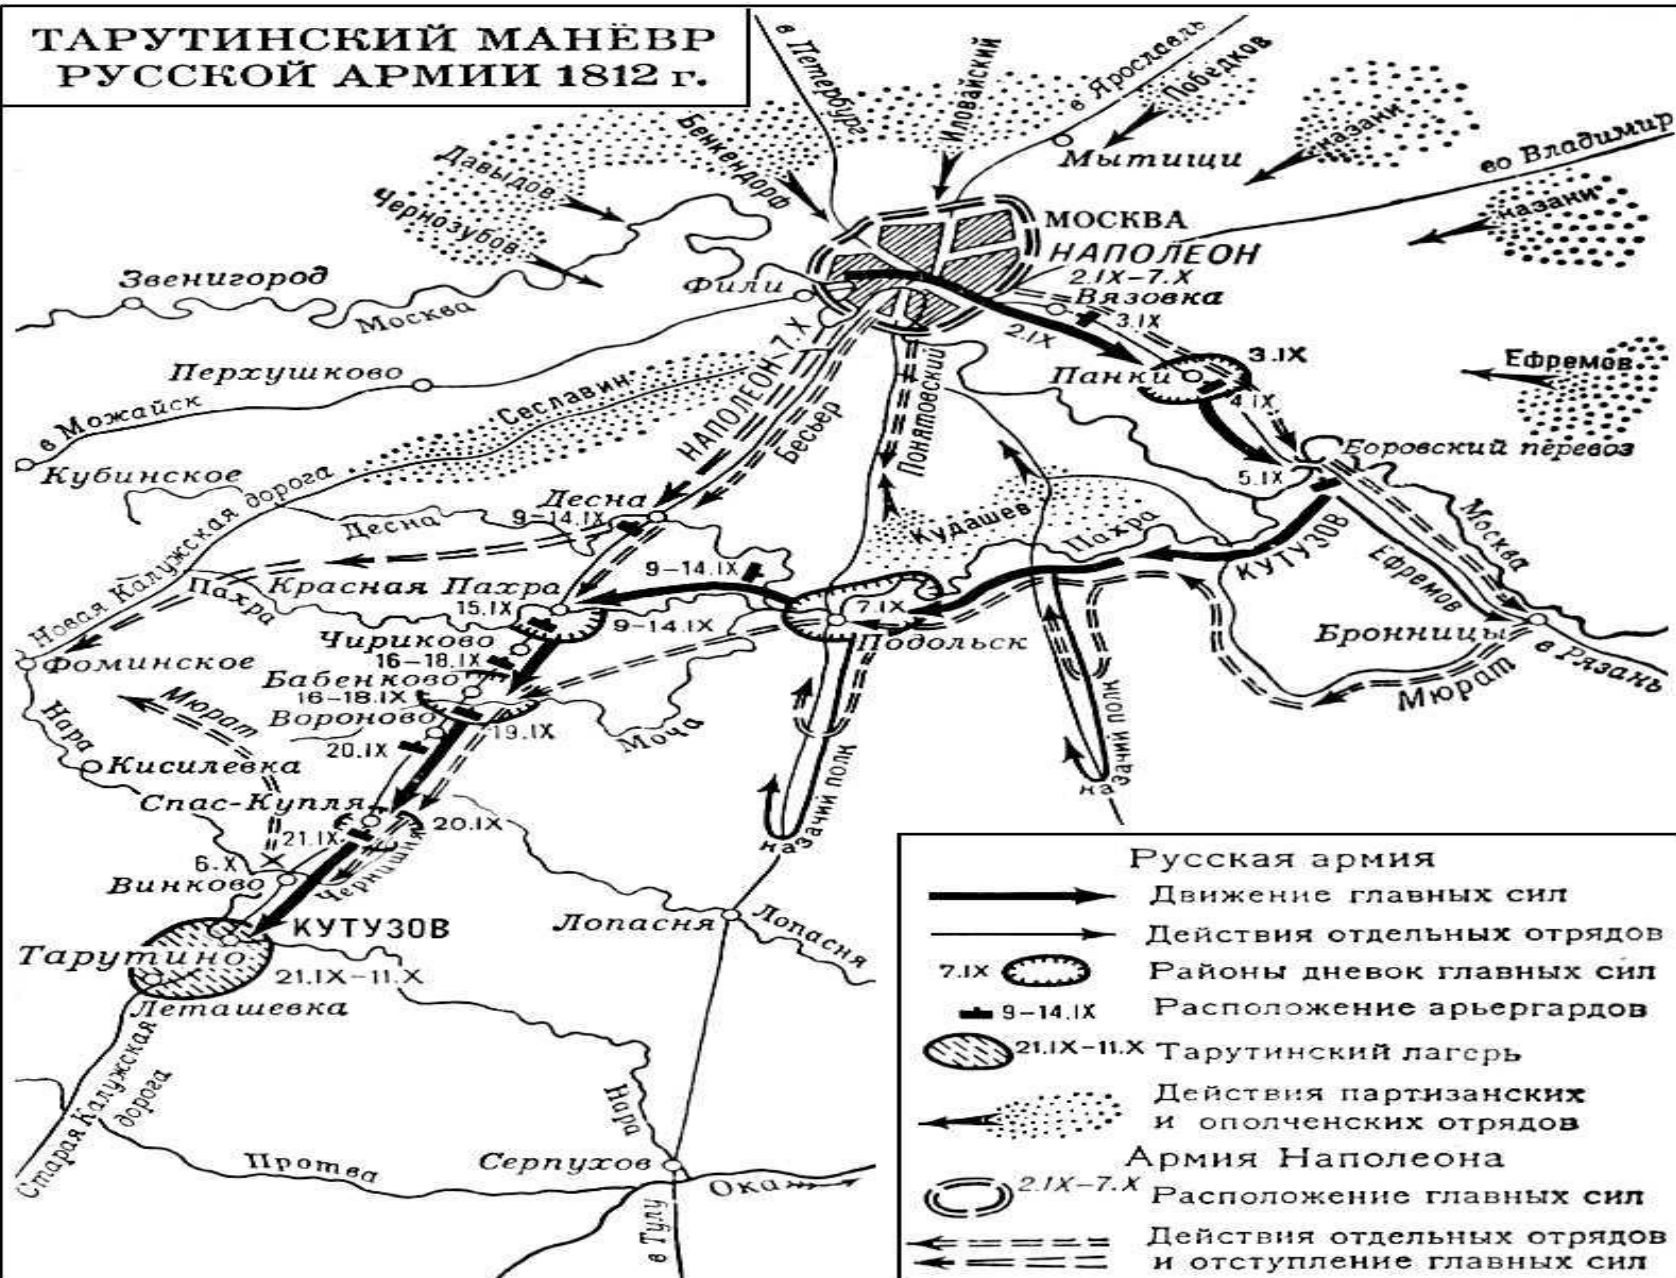 ТАРУТИНСКИЙ МАНЁВР
РУССКОЙ АРМИИ 1812 г.
в Петербург
Иловайский
в Ярославль
Победков
казаки
во Владимир
Бенкендорф
Мытищи
Давыдов
Чернозубов
казаки
МОСКВА
НАПОЛЕОН
2.IX-7.X
Звенигород
Москва
Фили
Вязовка
3.IX
2.IX
3.IX
Ефремов
Перхушково
Панки
4.IX
в Можайск
Кубинское
Сеславин
НАПОЛЕОН-7.X
Бесьер
Понятовский
Боровский перевоз
5.IX
Москва
Новая Калужская дорога
Десна
9-14.IX
Десна
Кудашев
Пахра
КУТУЗОВ
Ефремов
Пахра
Красная Пахра
15.IX
9-14.IX
9-14.IX
7.IX
Подольск
Бронницы
в Рязань
Мюрат
Чириково
16-18.IX
Фоминское
Бабенково
16-18.IX
Мюрат
Вороново
19.IX
20.IX
Моча
Нара
Кисилевка
казачий полк
казачий полк
Спас-Купля
20.IX
21.IX
Чернишня
6.X
Винково
КУТУЗОВ
Тарутино
21.IX-11.X
Леташевка
Лопасня
Лопасня
Старая Калужская
дорога
Нара
Протва
Серпухов
Ока
в Тулу
Русская армия
Движение главных сил
Действия отдельных отрядов
7.IX Районы дневок главных сил
9-14.IX Расположение арьергардов
21.IX-11.X Тарутинский лагерь
Действия партизанских
и ополченских отрядов
Армия Наполеона
2.IX-7.X Расположение главных сил
Действия отдельных отрядов
и отступление главных сил